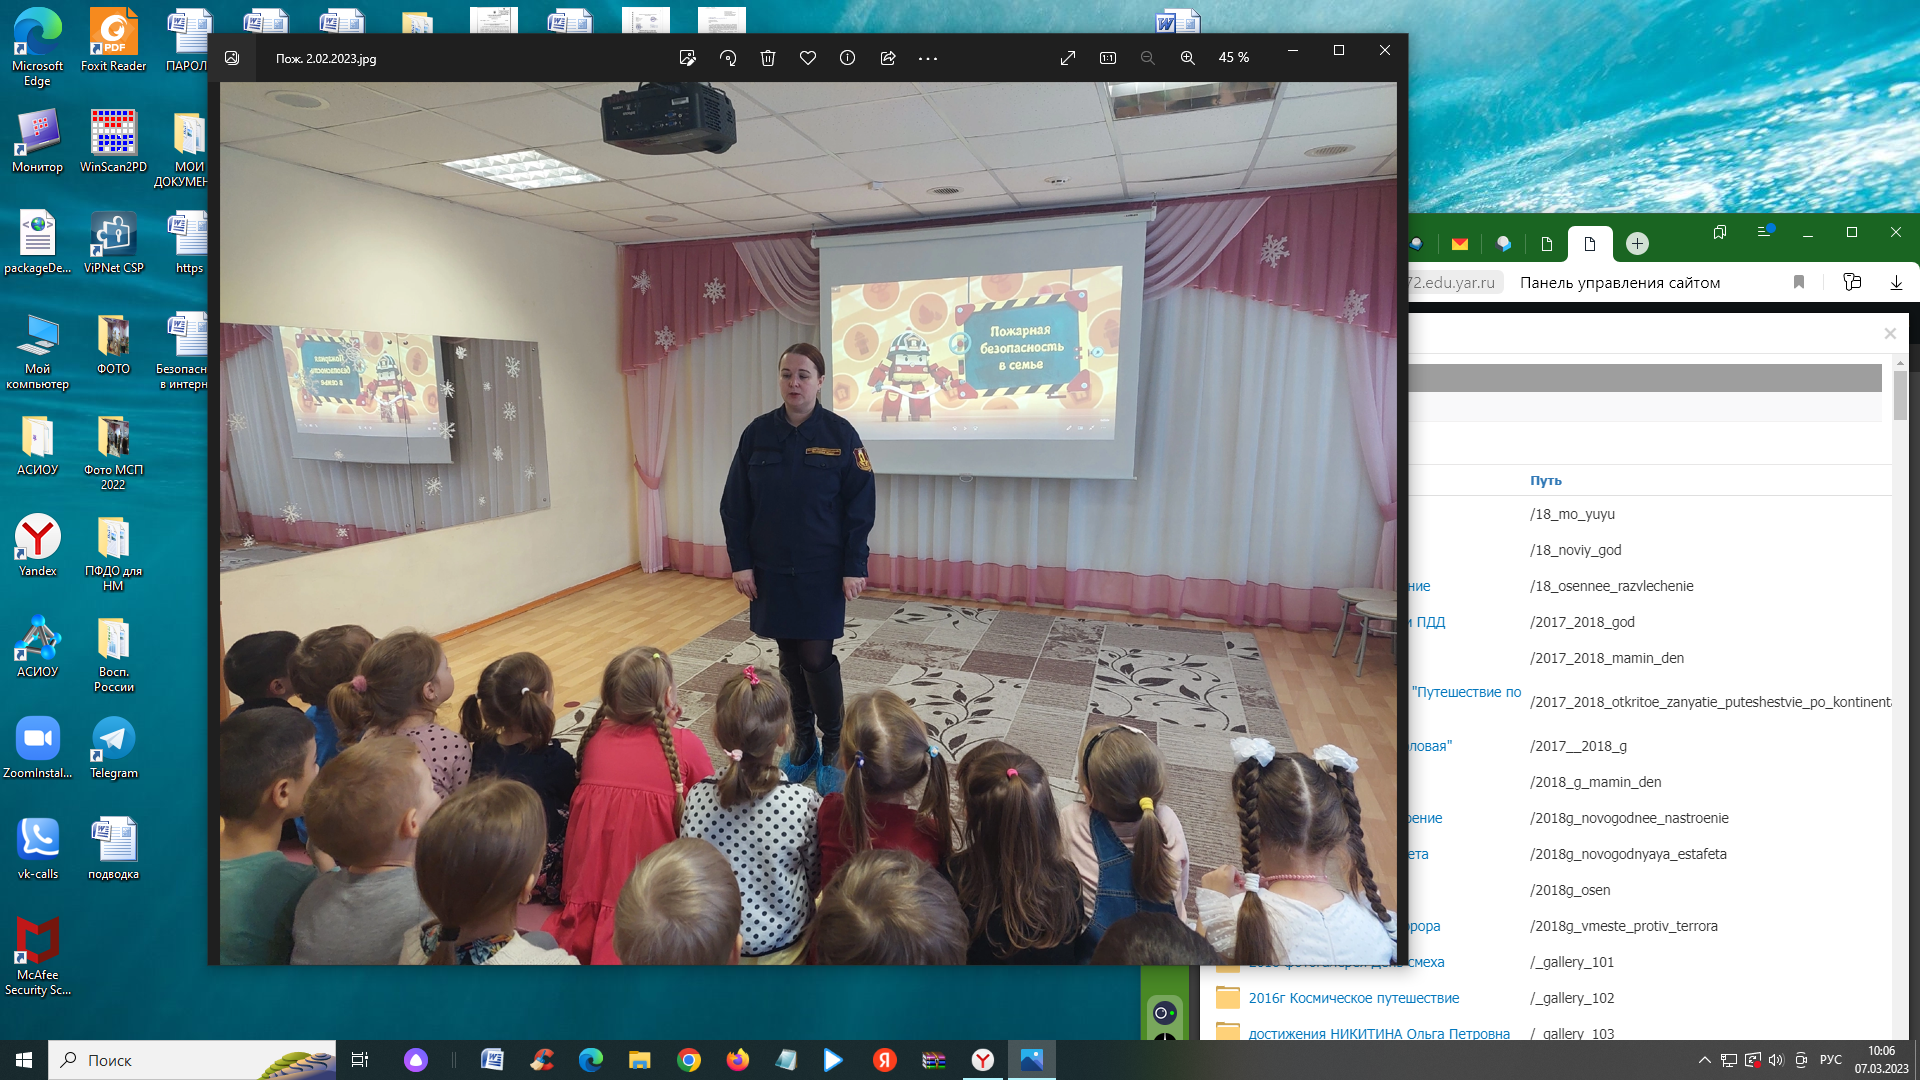 Microsoft
Edge
Foxit Reader
ПАРОЛ
Монитор
WinScan2PD
МОИ
ДОКУМЕН
packageDe...
ViPNet CSP
https
Мой
компьютер
ФОТО
Безопасн
в интерн
АСИОУ
Фото МСП
2022
Yandex
ПФДО для
НМ
АСИОУ
Восп.
России
ZoomInstal...
Telegram
vk-calls
подводка
McAfee
Security Sc...
Пож. 2.02.2023.jpg
1:1
45 %
Пожарная
безопасность
в семье
72.edu.yar.ru
Панель управления сайтом
Путь
/18_mo_yuyu
/18_noviy_god
ние
/18_osennee_razvlechenie
и ПДД
/2017_2018_god
/2017_2018_mamin_den
"Путешествие по
/2017_2018_otkritoe_zanyatie_puteshestvie_po_kontinent
ловая"
/2017__2018_g
/2018_g_mamin_den
оение
/2018g_novogodnee_nastroenie
ета
/2018g_novogodnyaya_estafeta
/2018g_osen
рора
/2018g_vmeste_protiv_terrora
смеха
/_gallery_101
2016г Космическое путешествие
/_gallery_102
достижения НИКИТИНА Ольга Петровна
/_gallery_103
Поиск
РУС
10:06
07.03.2023